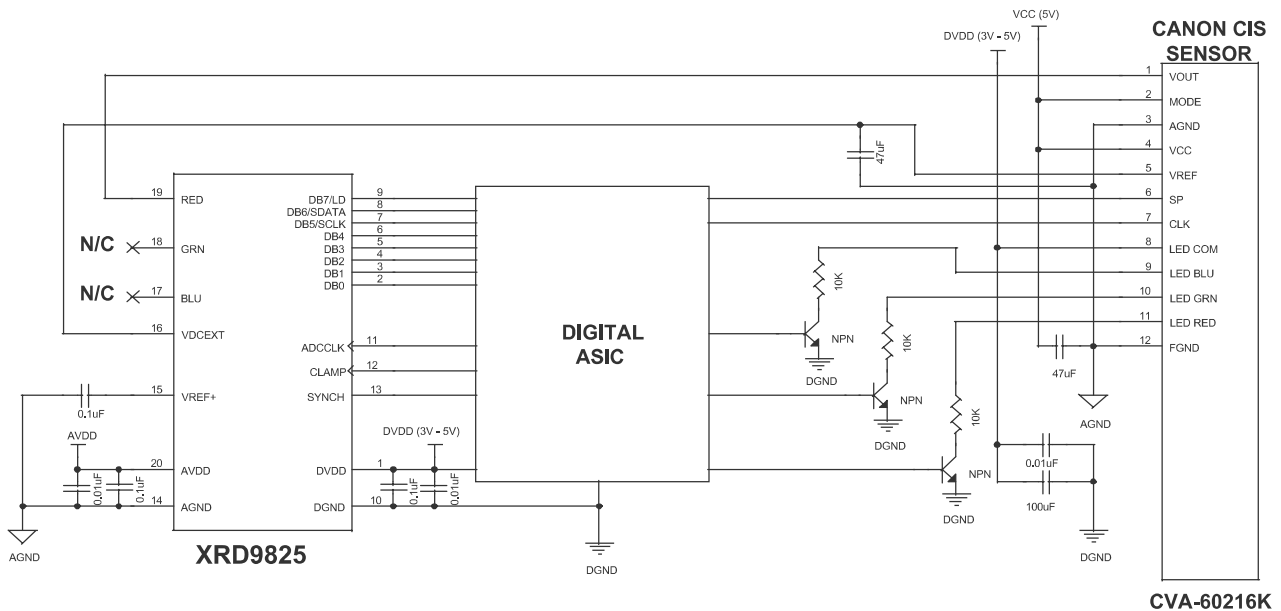 VCC (5V)
DVDD (3V - 5V)
CANON CIS
SENSOR
1 VOUT
2 MODE
3 AGND
4 VCC
5 VREF
6 SP
7 CLK
8 LED COM
9 LED BLU
10 LED GRN
11 LED RED
12 FGND
47uF
19 RED
N/C 18 GRN
N/C 17 BLU
16 VDCEXT
15 VREF+
0.1uF
AVDD
20 AVDD
0.01uF
0.1uF
14 AGND
AGND
DB7/LD 9
DB6/SDATA 8
DB5/SCLK 7
DB4 6
DB3 5
DB2 4
DB1 3
DB0 2
ADCCLK 11
CLAMP 12
SYNCH 13
DVDD (3V - 5V)
DVDD 1
0.1uF
0.01uF
DGND 10
XRD9825
DIGITAL
ASIC
DGND
10K
NPN
DGND
10K
NPN
DGND
10K
NPN
DGND
47uF
AGND
0.01uF
100uF
DGND
CVA-60216K